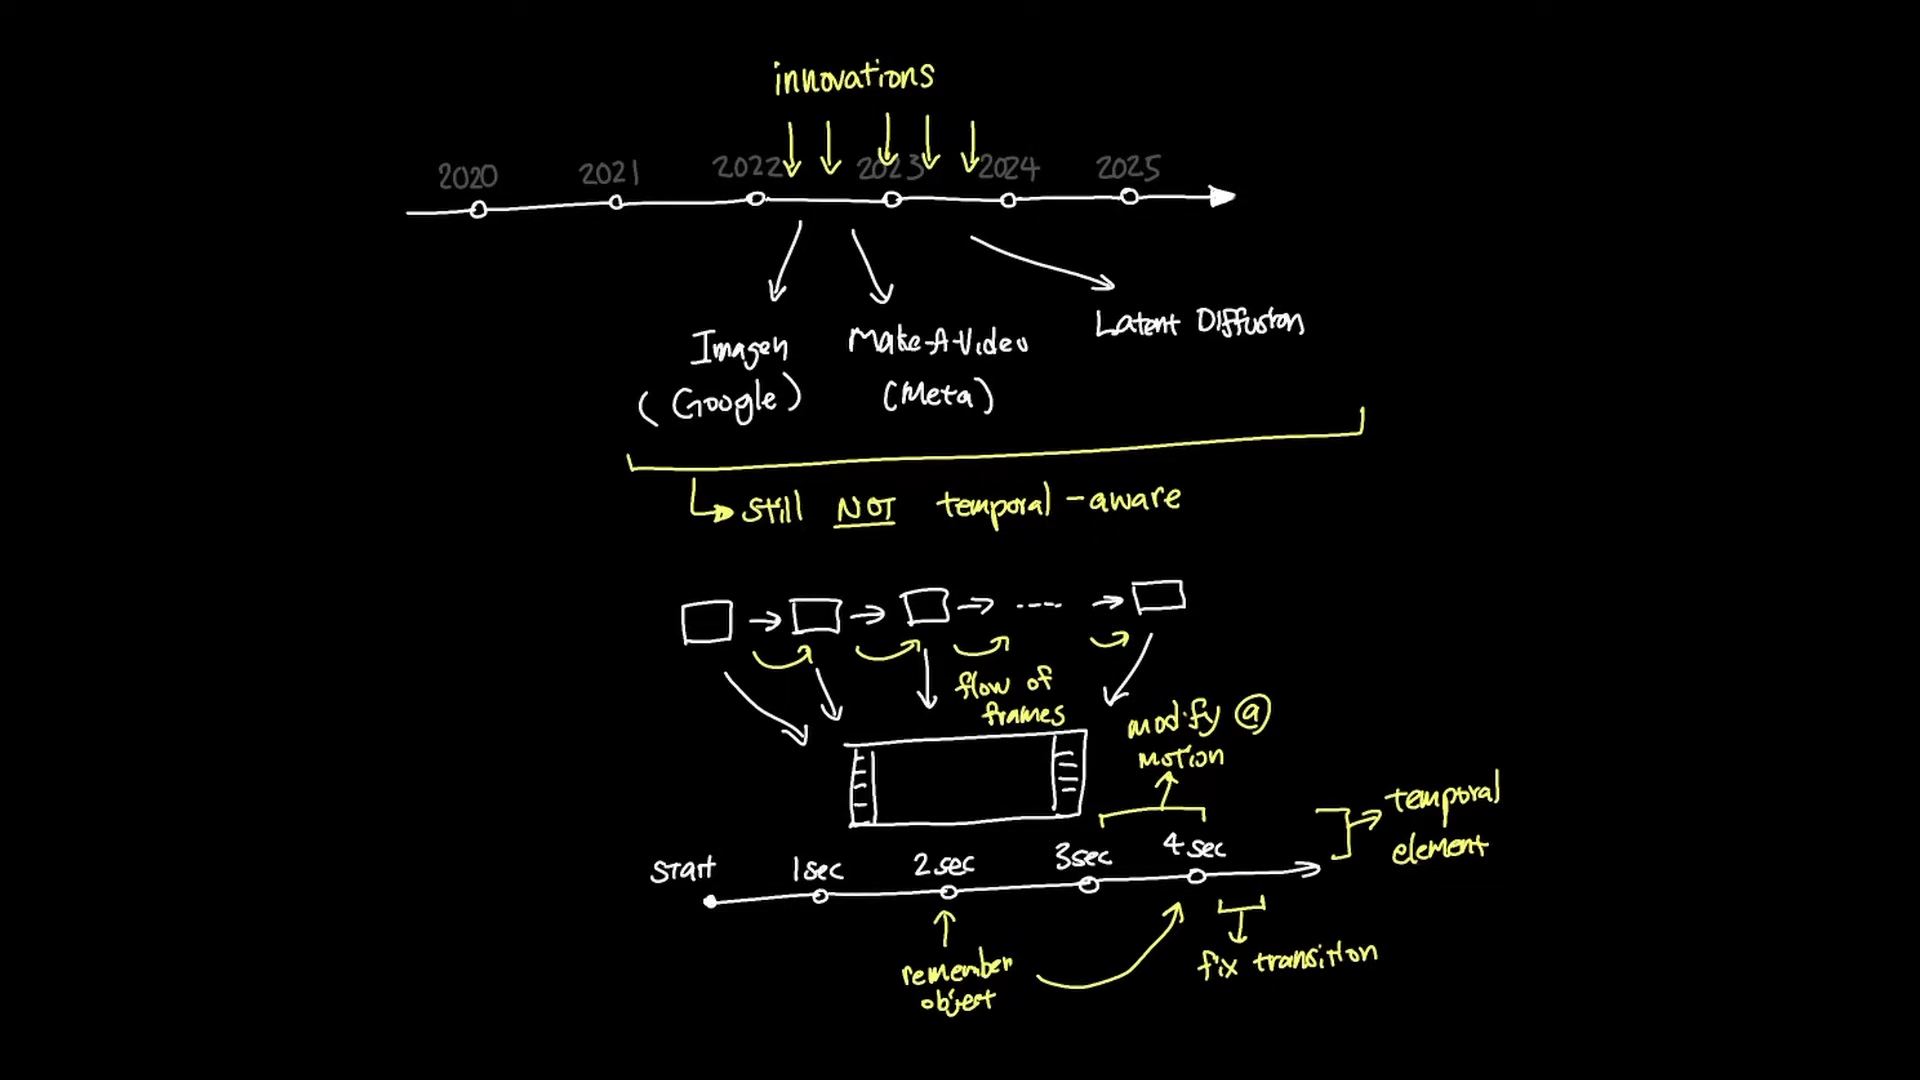 innovations
2020 2021 2022 2023 2024 2025
Imagen Make-A-Video Latent Diffusion
(Google) (Meta)
still NOT temporal-aware
flow of
frames
modify @
motion
temporal
element
Start 1sec 2sec 3sec 4sec
remember
object
fix transition